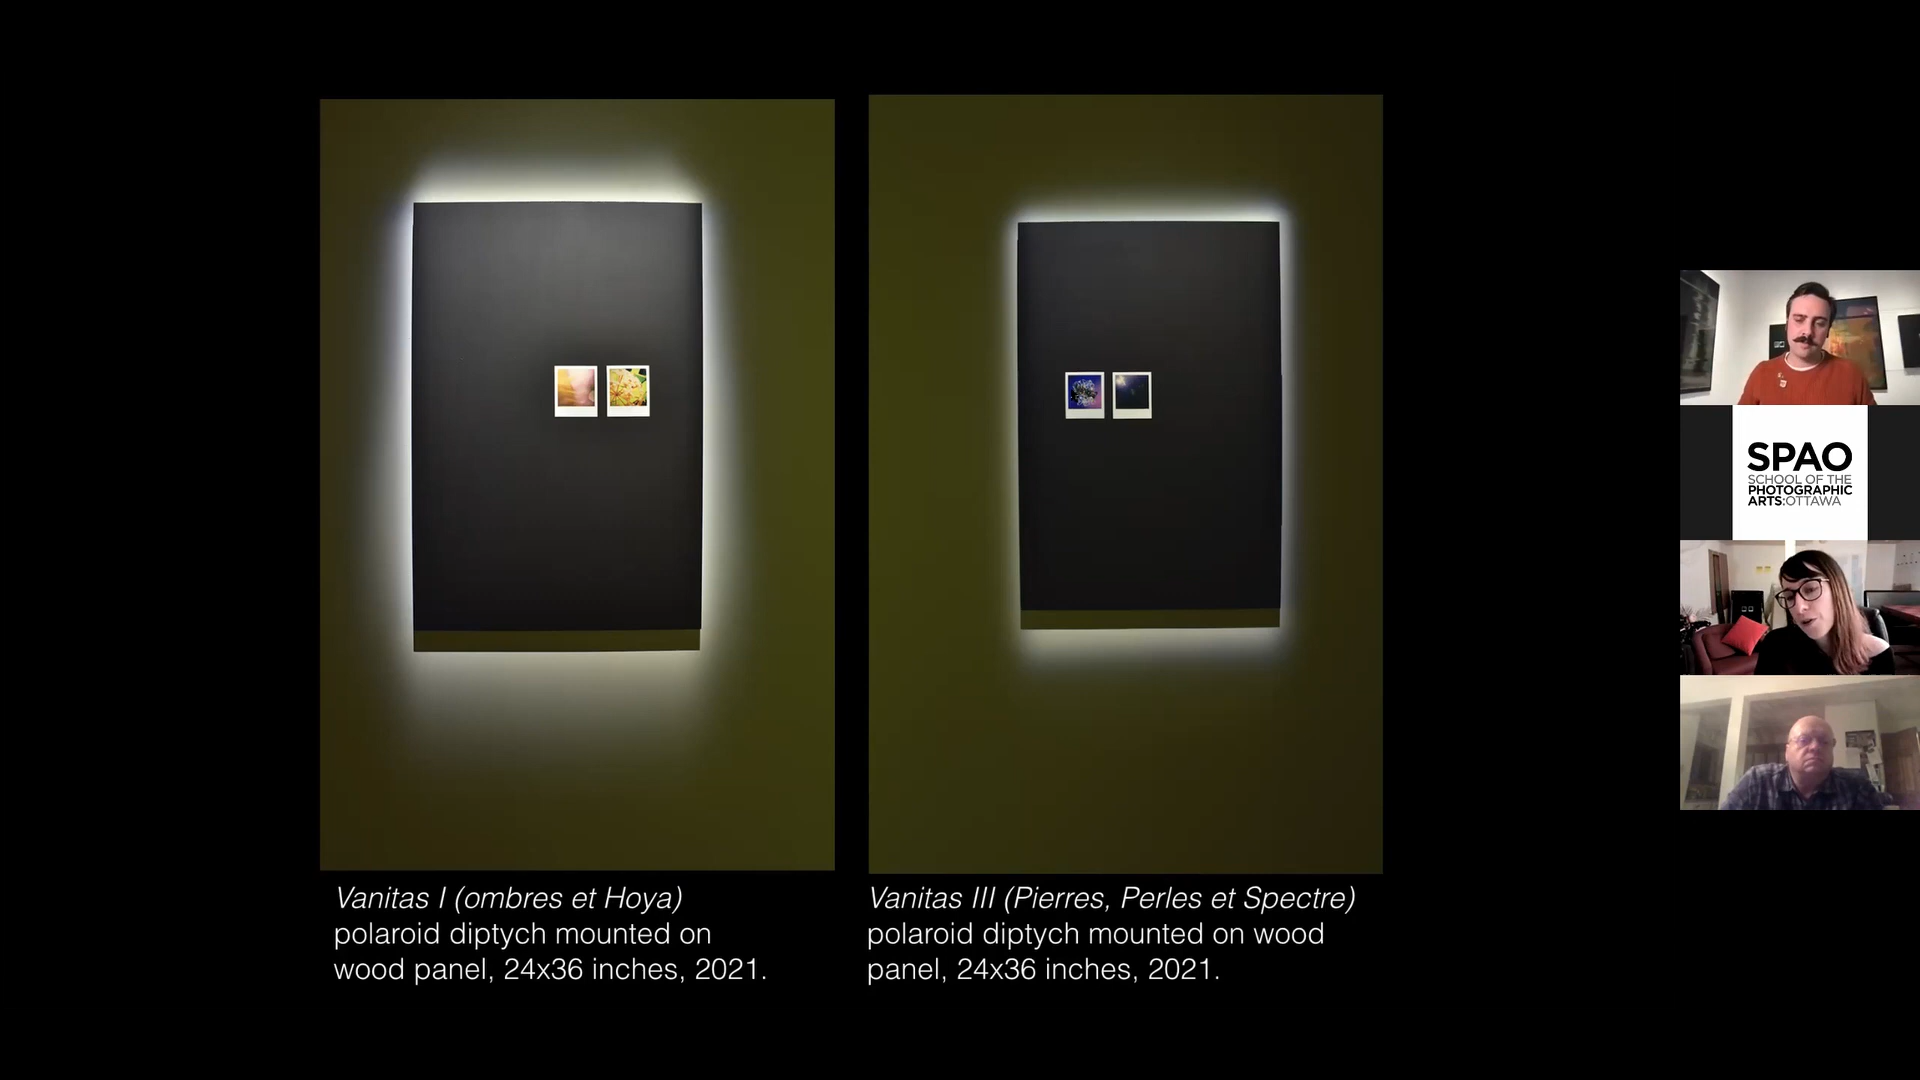 Vanitas I (ombres et Hoya)
polaroid diptych mounted on
wood panel, 24x36 inches, 2021.
Vanitas III (Pierres, Perles et Spectre)
polaroid diptych mounted on wood
panel, 24x36 inches, 2021.
SPAO
SCHOOL OF THE
PHOTOGRAPHIC
ARTS:OTTAWA